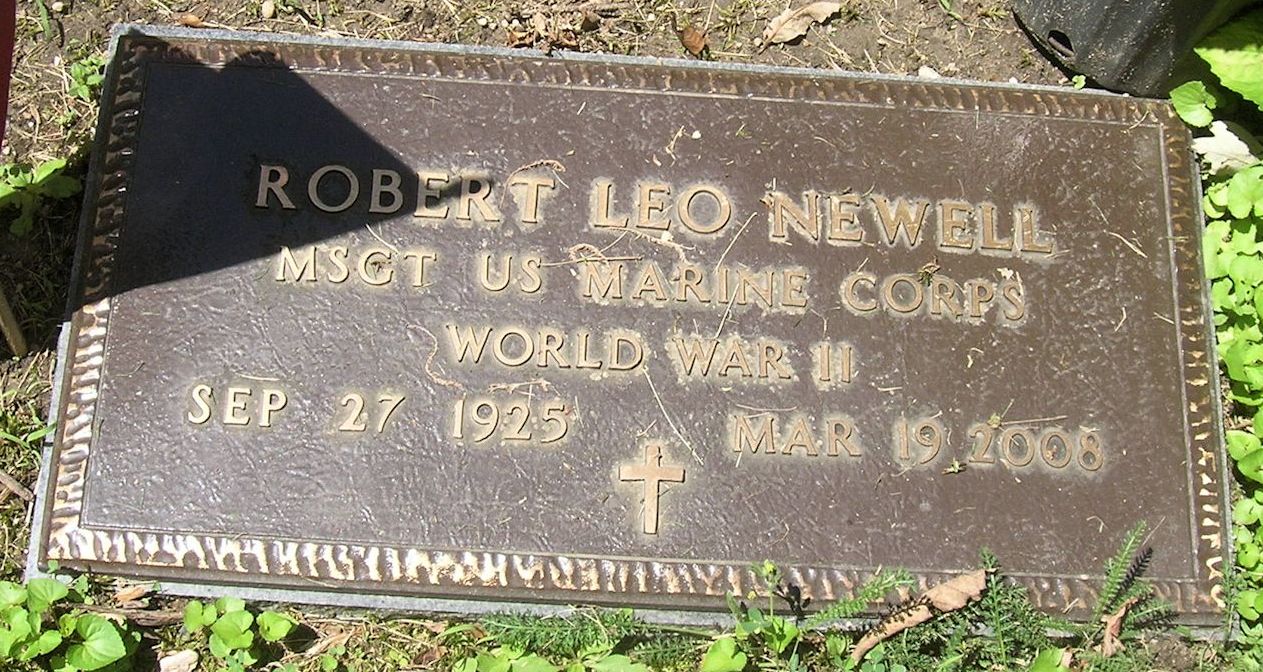 ROBERT LEO NEWELL
MSGT US MARINE CORPS
WORLD WAR II
SEP 27 1925 MAR 19 2008